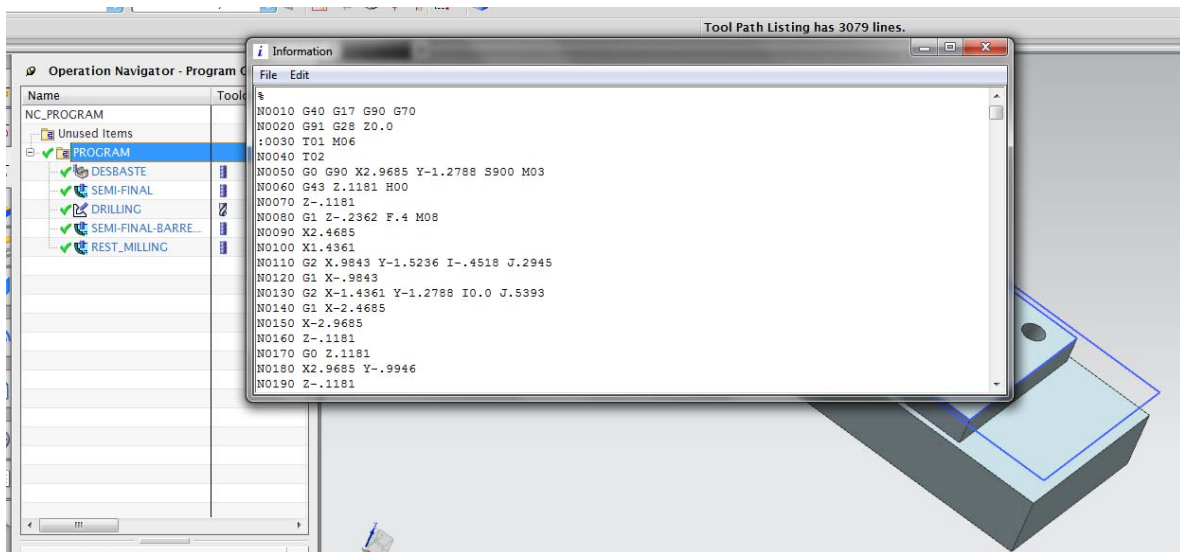 Tool Path Listing has 3079 lines.
Information
File Edit
Operation Navigator - Program
Name
NC_PROGRAM
Unused Items
PROGRAM
DESBASTE
SEMI-FINAL
DRILLING
SEMI-FINAL-BARRE...
REST_MILLING
%
N0010 G40 G17 G90 G70
N0020 G91 G28 Z0.0
:0030 T01 M06
N0040 T02
N0050 G0 G90 X2.9685 Y-1.2788 S900 M03
N0060 G43 Z.1181 H00
N0070 Z-.1181
N0080 G1 Z-.2362 F.4 M08
N0090 X2.4685
N0100 X1.4361
N0110 G2 X.9843 Y-1.5236 I-.4518 J.2945
N0120 G1 X-.9843
N0130 G2 X-1.4361 Y-1.2788 I0.0 J.5393
N0140 G1 X-2.4685
N0150 X-2.9685
N0160 Z-.1181
N0170 G0 Z.1181
N0180 X2.9685 Y-.9946
N0190 Z-.1181